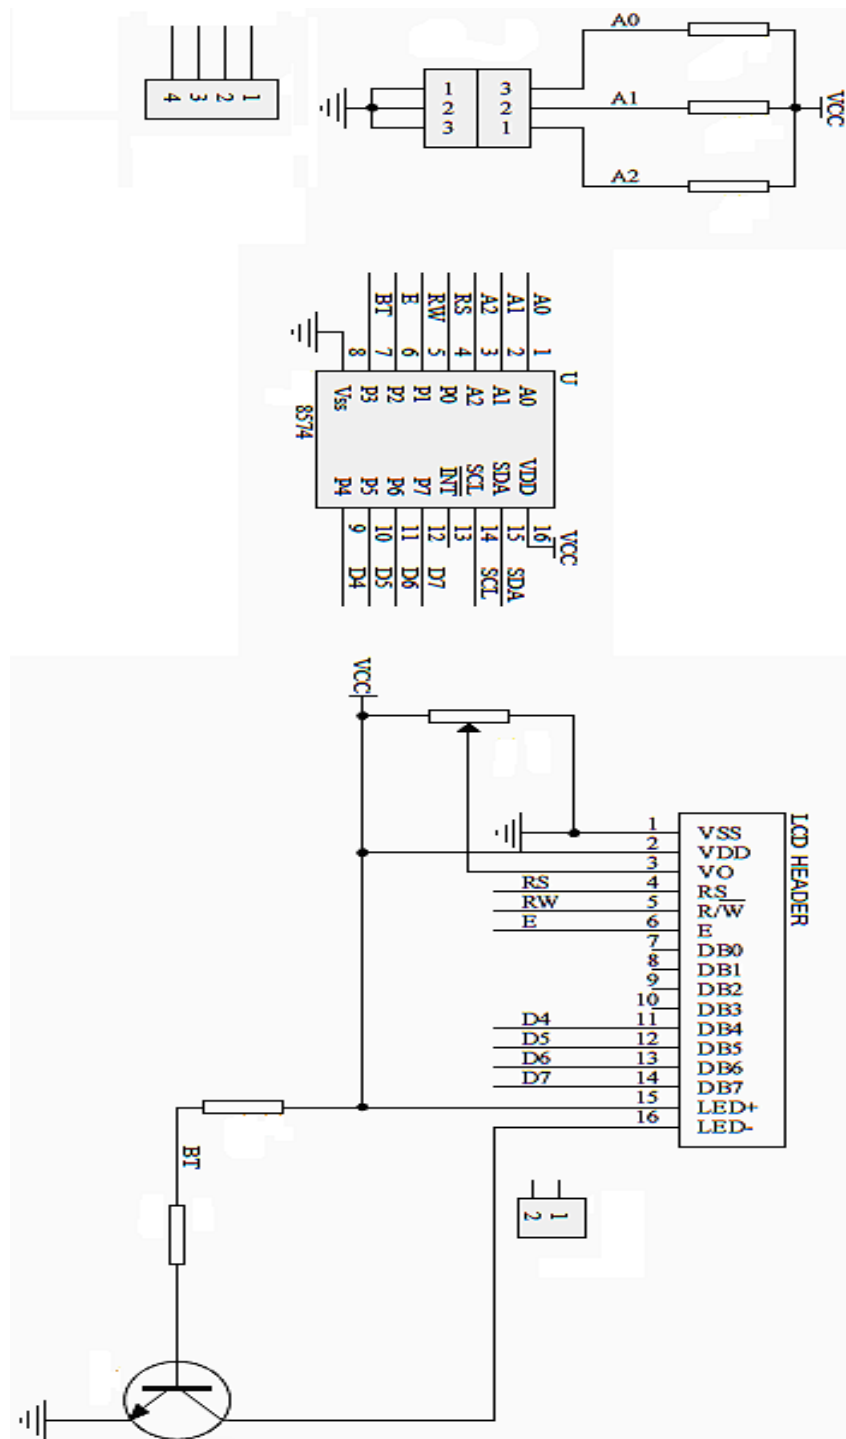 A0
A1
A2
VCC
4 3 2 1
1 3
2 2
3 1
BT E RW RS A2 A1 A0
8 7 6 5 4 3 2 1
U
Vss P3 P2 P1 P0 A2 A1 A0
8574
P4 P5 P6 P7 INT SCL SDA VDD
9 10 11 12 13 14 15 16
VCC
D4 D5 D6 D7 SCL SDA
VCC
LCD HEADER
1 VSS
2 VDD
3 VO
RS 4 RS
RW 5 R/W
E 6 E
7 DB0
8 DB1
9 DB2
10 DB3
D4 11 DB4
D5 12 DB5
D6 13 DB6
D7 14 DB7
15 LED+
16 LED-
BT
2 1